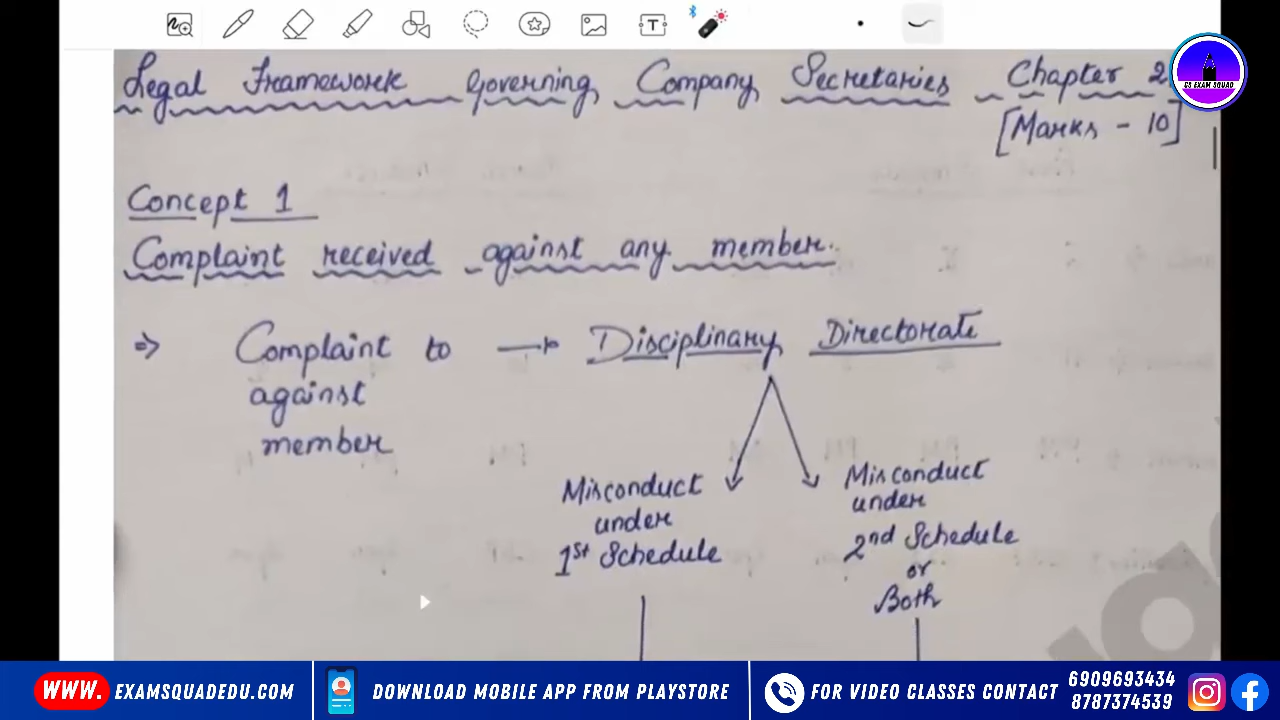 Legal Framework Governing Company Secretaries Chapter 2
[Marks - 10]
CS EXAM SQUAD
Concept 1
Complaint received against any member.
⇒ Complaint to → Disciplinary Directorate
against
member
Misconduct
under
1st Schedule
Misconduct
under
2nd Schedule
or
Both
WWW. EXAMSQUADEDU.COM
DOWNLOAD MOBILE APP FROM PLAYSTORE
FOR VIDEO CLASSES CONTACT
6909693434
8787374539